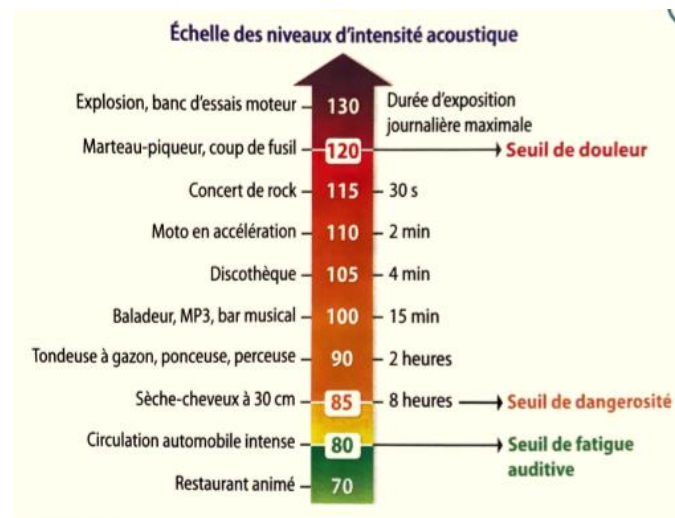 Échelle des niveaux d'intensité acoustique
Explosion, banc d'essais moteur – 130
Durée d'exposition
journalière maximale
Marteau-piqueur, coup de fusil – 120 Seuil de douleur
Concert de rock – 115 – 30 s
Moto en accélération – 110 – 2 min
Discothèque – 105 – 4 min
Baladeur, MP3, bar musical – 100 – 15 min
Tondeuse à gazon, ponceuse, perceuse – 90 – 2 heures
Sèche-cheveux à 30 cm – 85 – 8 heures Seuil de dangerosité
Circulation automobile intense – 80 Seuil de fatigue
auditive
Restaurant animé – 70